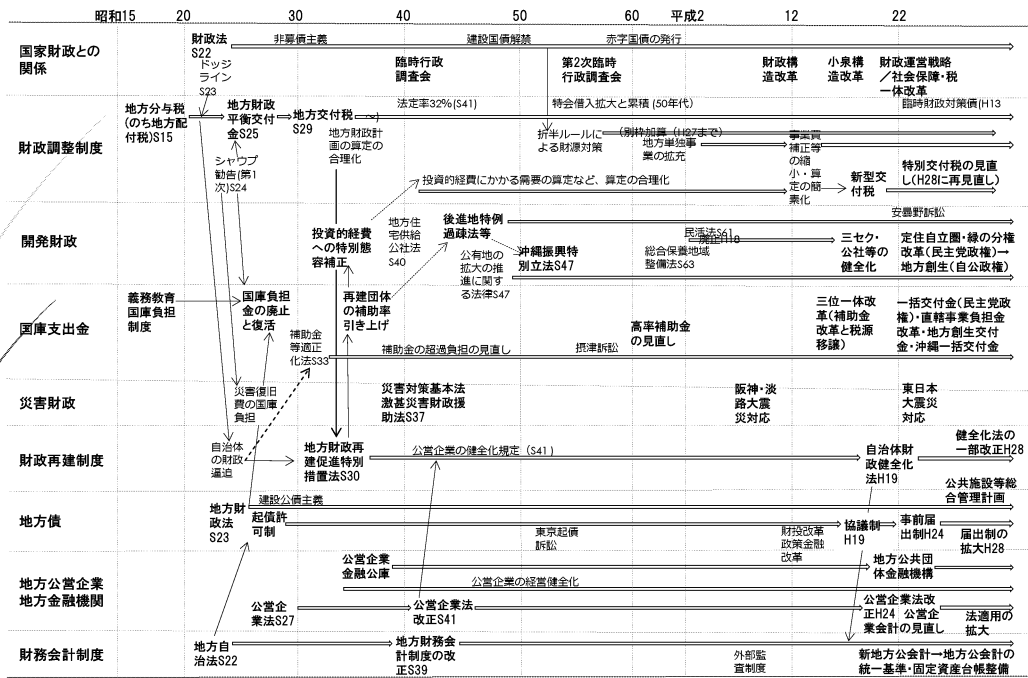 昭和15 20 30 40 50 60 平成2 12 22
国家財政との
関係
財政法
S22
非募債主義
建設国債解禁
赤字国債の発行
ドッジ
ライン
S23
臨時行政
調査会
第2次臨時
行政調査会
財政構
造改革
小泉構
造改革
財政運営戦略
／社会保障・税
一体改革
財政調整制度
地方分与税
(のち地方配
付税)S15
地方財政
平衡交付
金S25
地方交付税
S29
法定率32%(S41)
特会借入拡大と累積 (50年代)
臨時財政対策債(H13
～)
地方財政計
画の算定の
合理化
折半ルールに
よる財源対策
(別枠加算（H27まで）
地方単独事
業の拡充
事業費
補正等
の縮
小・算
定の簡
素化
シャウプ
勧告(第1
次)S24
投資的経費にかかる需要の算定など、算定の合理化
新型交
付税
特別交付税の見直
し(H28に再見直し)
開発財政
投資的経費
への特別態
容補正
地方住
宅供給
公社法
S40
後進地特例
過疎法等
公有地の
拡大の推
進に関す
る法律S47
沖縄振興特
別立法S47
民活法S61
廃止H18
総合保養地域
整備法S63
安曇野訴訟
三セク・
公社等の
健全化
定住自立圏・緑の分権
改革(民主党政権)→
地方創生(自公政権)
国庫支出金
義務教育
国庫負担
制度
国庫負担
金の廃止
と復活
再建団体
の補助率
引き上げ
補助金
等適正
化法S33
補助金の超過負担の見直し
摂津訴訟
高率補助金
の見直し
三位一体改
革(補助金
改革と税源
移譲)
一括交付金(民主党政
権)・直轄事業負担金
改革・地方創生交付
金・沖縄一括交付金
災害財政
災害復旧
費の国庫
負担
災害対策基本法
激甚災害財政援
助法S37
阪神・淡
路大震
災対応
東日本
大震災
対応
財政再建制度
自治体
の財政
逼迫
地方財政再
建促進特別
措置法S30
公営企業の健全化規定（S41）
自治体財
政健全化
法H19
健全化法の
一部改正H28
地方債
地方財
政法
S23
建設公債主義
起債許
可制
東京起債
訴訟
財投改革
政策金融
改革
協議制
H19
事前届
出制H24
公共施設等総
合管理計画
届出制の
拡大H28
地方公営企業
地方金融機関
公営企業
金融公庫
公営企業の経営健全化
地方公共団
体金融機構
公営企
業法S27
公営企業法
改正S41
公営企業法改
正H24 公営企
業会計の見直し
法適用の
拡大
財務会計制度
地方自
治法S22
地方財務会
計制度の改
正S39
外部監
査制度
新地方公会計→地方公会計の
統一基準・固定資産台帳整備